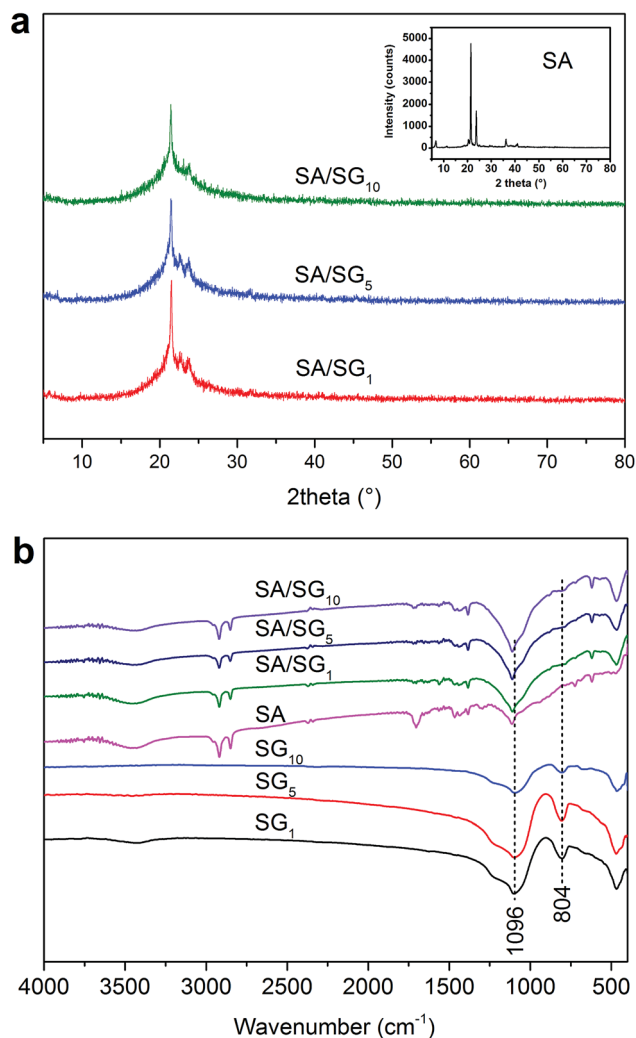 a
SA
Intensity (counts)
5000
4000
3000
2000
1000
0
10 20 30 40 50 60 70 80
2 theta (°)
SA/SG₁₀
SA/SG₅
SA/SG₁
10 20 30 40 50 60 70 80
2theta (°)
b
SA/SG₁₀
SA/SG₅
SA/SG₁
SA
SG₁₀
SG₅
SG₁
1096
804
4000 3500 3000 2500 2000 1500 1000 500
Wavenumber (cm⁻¹)